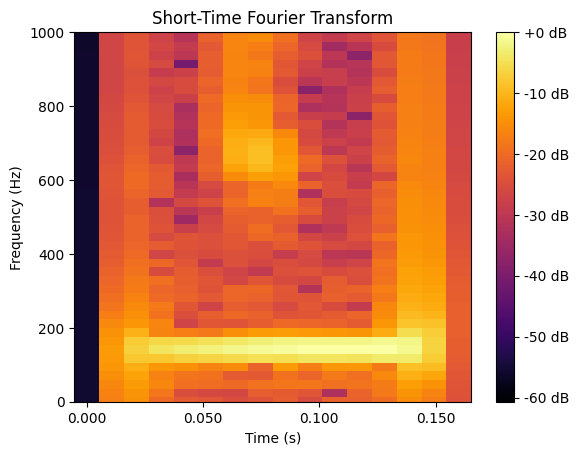 Short-Time Fourier Transform
1000
800
600
400
200
0
Frequency (Hz)
0.000
0.050
0.100
0.150
Time (s)
+0 dB
-10 dB
-20 dB
-30 dB
-40 dB
-50 dB
-60 dB